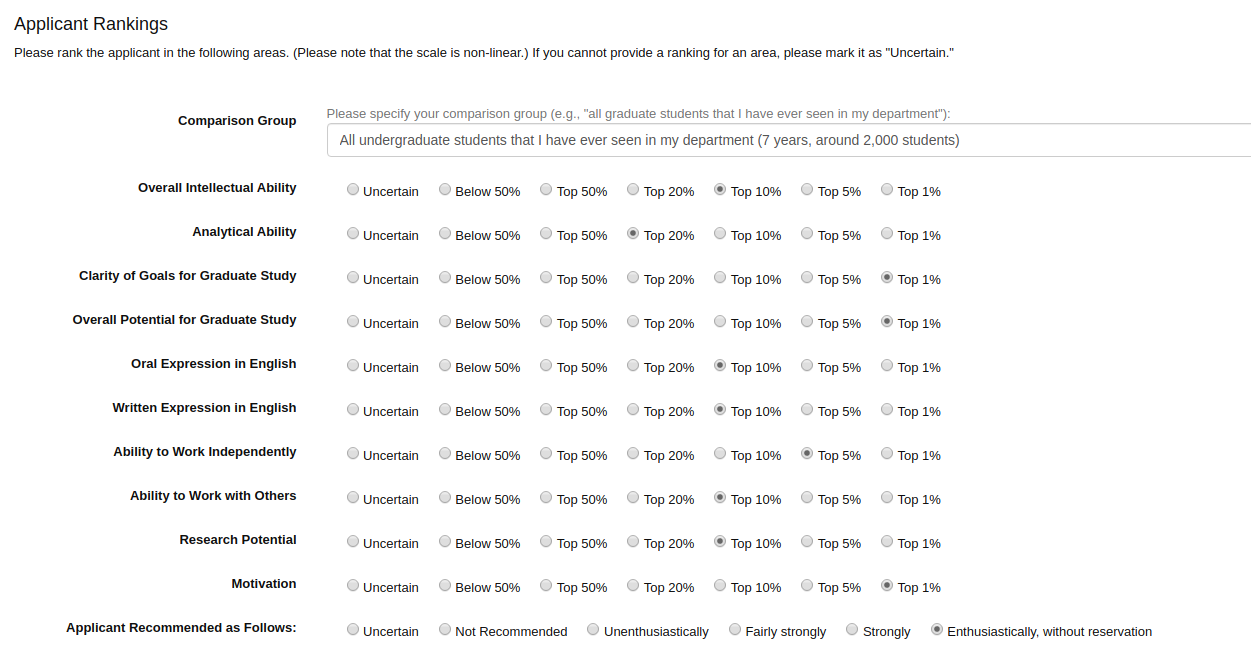 Applicant Rankings
Please rank the applicant in the following areas. (Please note that the scale is non-linear.) If you cannot provide a ranking for an area, please mark it as "Uncertain."
Please specify your comparison group (e.g., "all graduate students that I have ever seen in my department"):
Comparison Group
All undergraduate students that I have ever seen in my department (7 years, around 2,000 students)
Overall Intellectual Ability Uncertain Below 50% Top 50% Top 20% Top 10% Top 5% Top 1%
Analytical Ability Uncertain Below 50% Top 50% Top 20% Top 10% Top 5% Top 1%
Clarity of Goals for Graduate Study Uncertain Below 50% Top 50% Top 20% Top 10% Top 5% Top 1%
Overall Potential for Graduate Study Uncertain Below 50% Top 50% Top 20% Top 10% Top 5% Top 1%
Oral Expression in English Uncertain Below 50% Top 50% Top 20% Top 10% Top 5% Top 1%
Written Expression in English Uncertain Below 50% Top 50% Top 20% Top 10% Top 5% Top 1%
Ability to Work Independently Uncertain Below 50% Top 50% Top 20% Top 10% Top 5% Top 1%
Ability to Work with Others Uncertain Below 50% Top 50% Top 20% Top 10% Top 5% Top 1%
Research Potential Uncertain Below 50% Top 50% Top 20% Top 10% Top 5% Top 1%
Motivation Uncertain Below 50% Top 50% Top 20% Top 10% Top 5% Top 1%
Applicant Recommended as Follows: Uncertain Not Recommended Unenthusiastically Fairly strongly Strongly Enthusiastically, without reservation